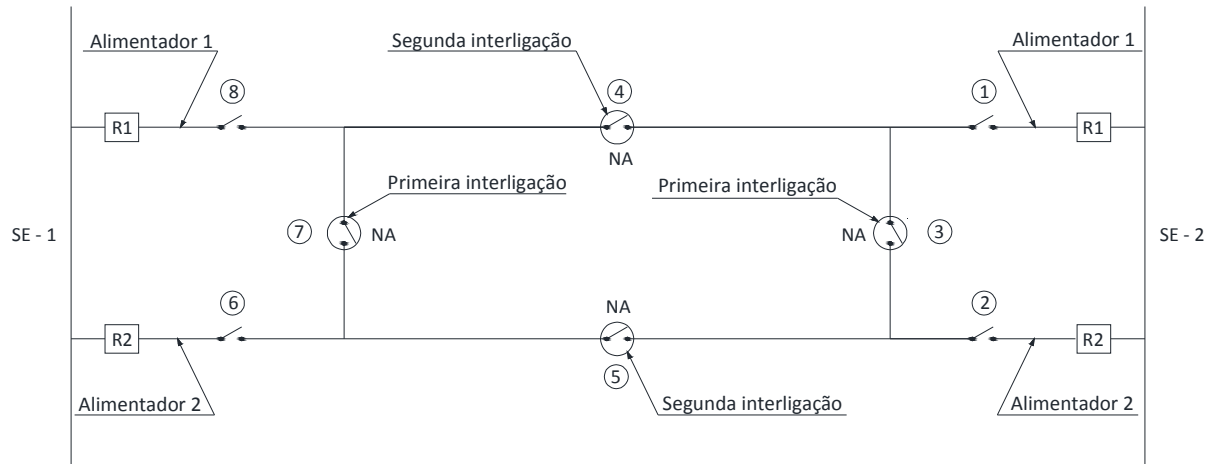 Alimentador 1
Segunda interligação
Alimentador 1
8
4
1
R1
R1
NA
Primeira interligação
Primeira interligação
SE - 1
7
NA
NA
3
SE - 2
6
NA
2
R2
R2
5
Alimentador 2
Segunda interligação
Alimentador 2